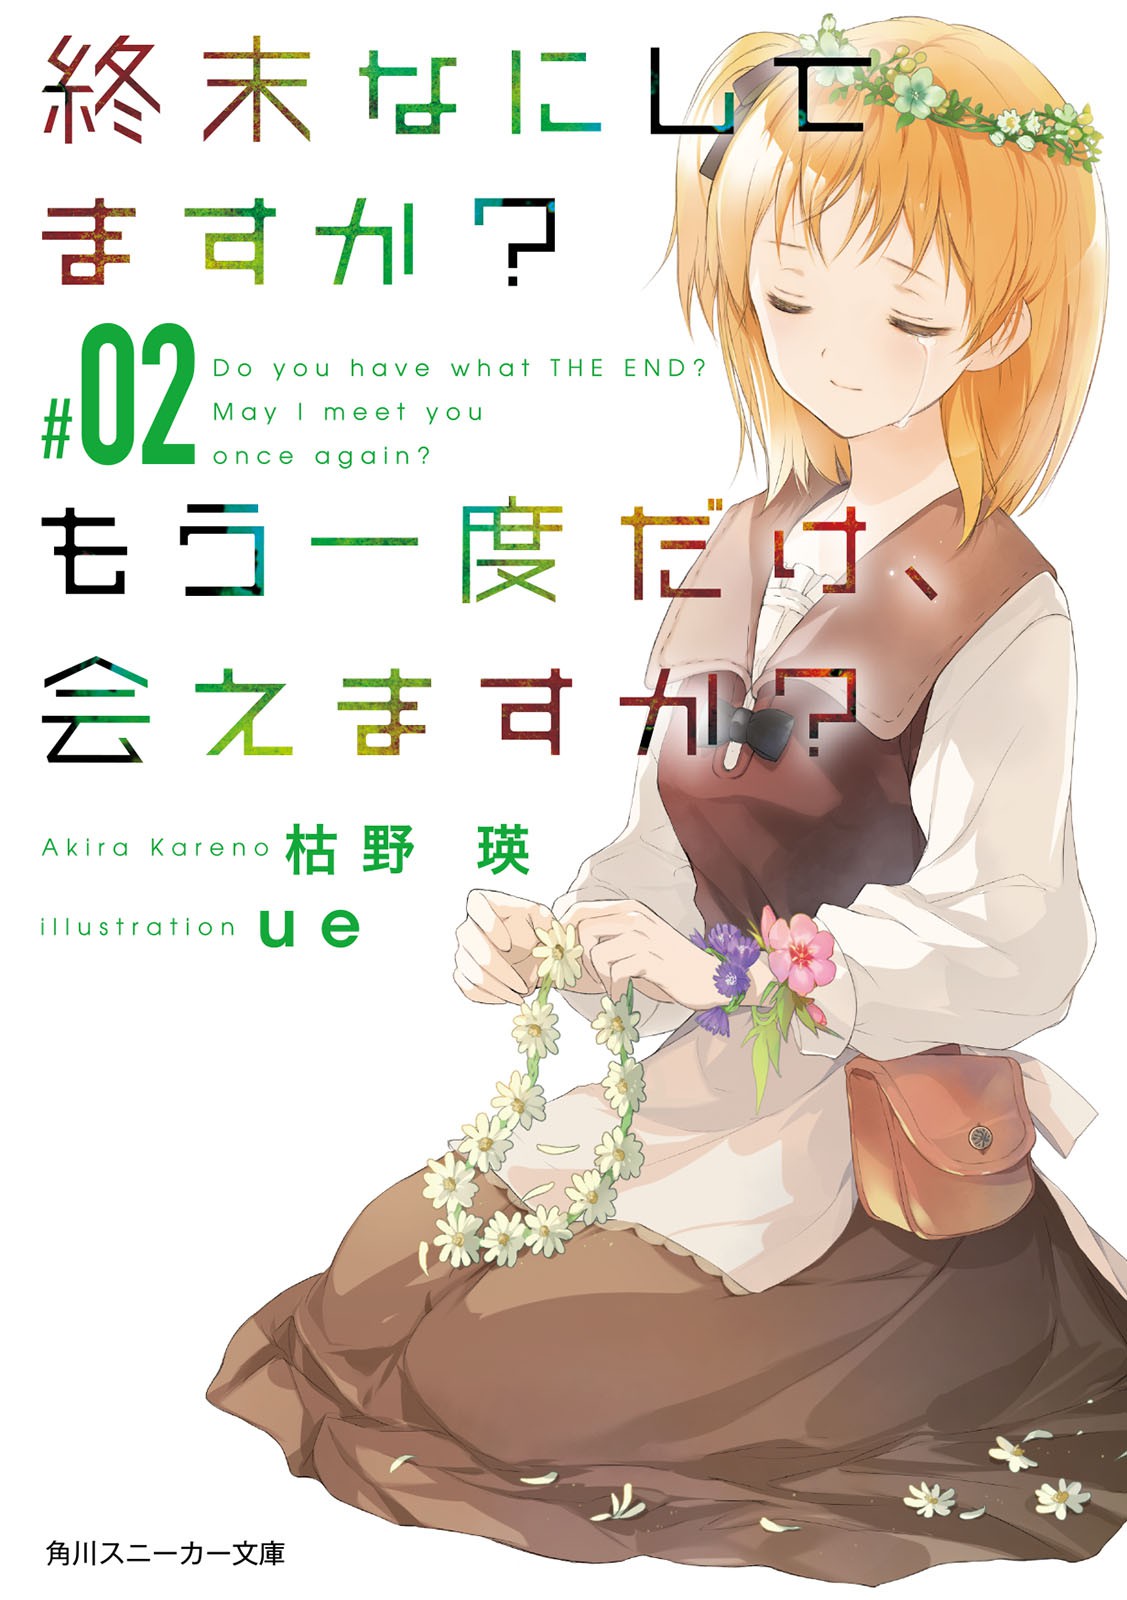 終末なにして
ますか?
#02
Do you have what THE END?
May I meet you
once again?
もう一度だけ、
会えますか?
Akira Kareno 枯野 瑛
illustration ue
角川スニーカー文庫